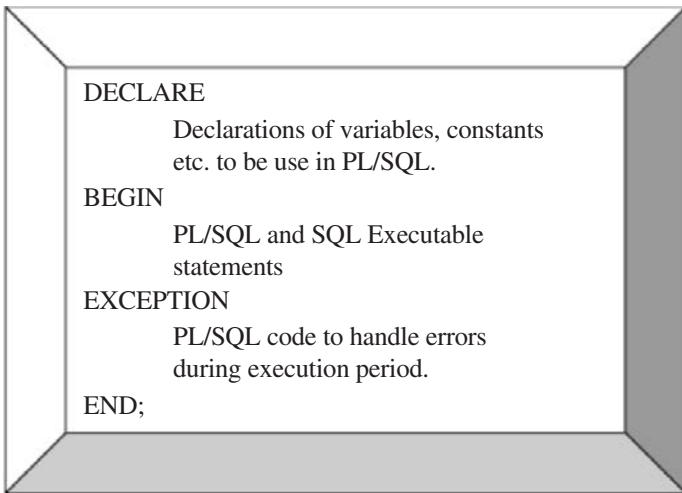 DECLARE
Declarations of variables, constants
etc. to be use in PL/SQL.
BEGIN
PL/SQL and SQL Executable
statements
EXCEPTION
PL/SQL code to handle errors
during execution period.
END;